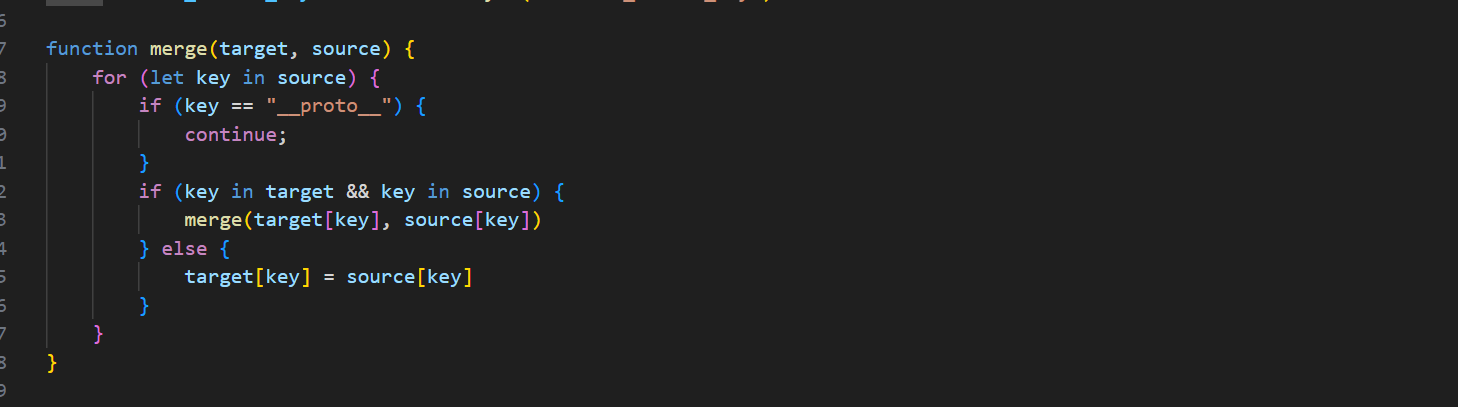 6
7 function merge(target, source) {
8     for (let key in source) {
9         if (key == "__proto__") {
0             continue;
1         }
2         if (key in target && key in source) {
3             merge(target[key], source[key])
4         } else {
5             target[key] = source[key]
6         }
7     }
8 }
9